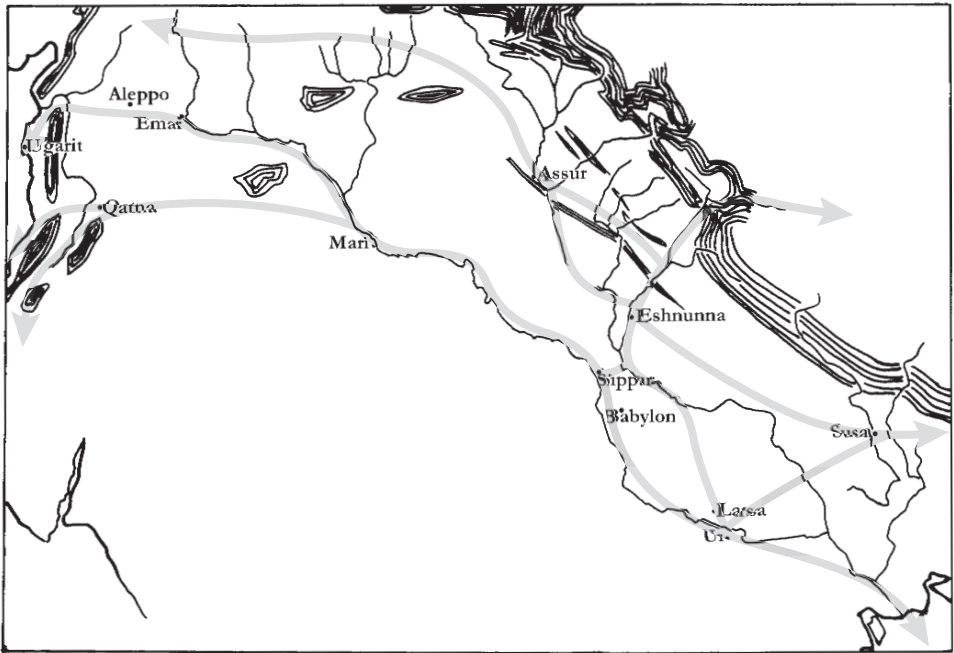 Aleppo
Emar
Ugarit
Assur
Qatna
Mari
Eshnunna
Sippar
Babylon
Susa
Larsa
Ur